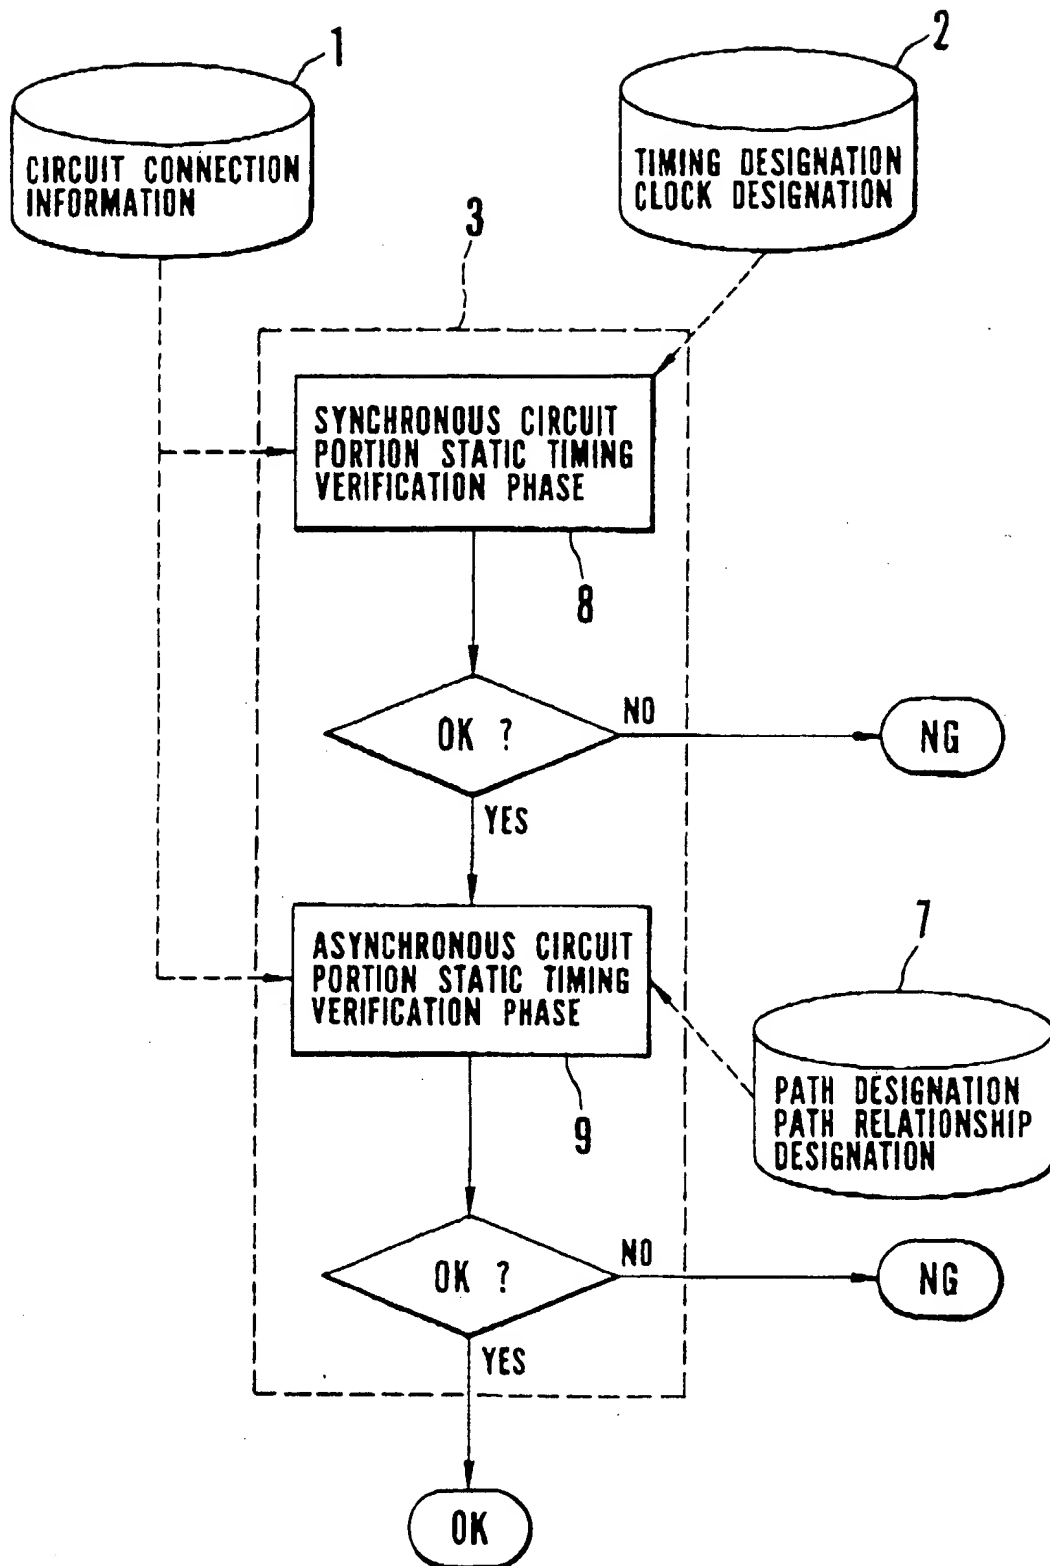 1
2
CIRCUIT CONNECTION
INFORMATION
TIMING DESIGNATION
CLOCK DESIGNATION
3
SYNCHRONOUS CIRCUIT
PORTION STATIC TIMING
VERIFICATION PHASE
8
OK ?
NO
NG
YES
ASYNCHRONOUS CIRCUIT
PORTION STATIC TIMING
VERIFICATION PHASE
9
7
PATH DESIGNATION
PATH RELATIONSHIP
DESIGNATION
OK ?
NO
NG
YES
OK